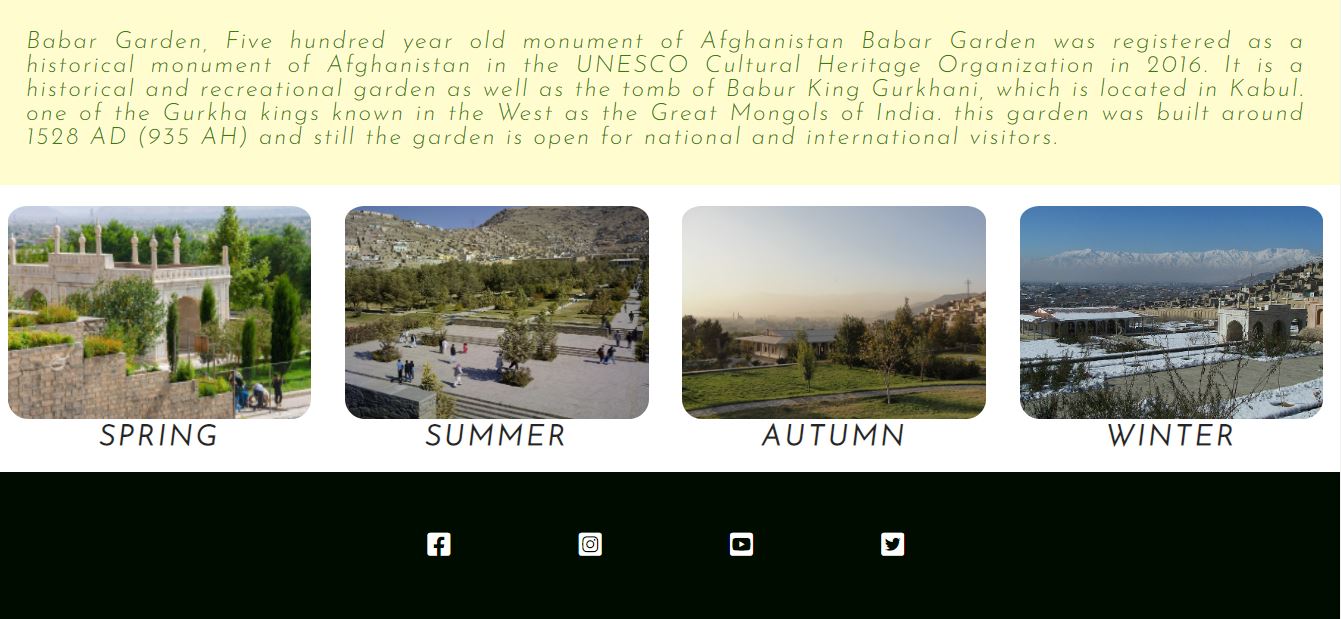 Babar Garden, Five hundred year old monument of Afghanistan Babar Garden was registered as a
historical monument of Afghanistan in the UNESCO Cultural Heritage Organization in 2016. It is a
historical and recreational garden as well as the tomb of Babur King Gurkhani, which is located in Kabul.
one of the Gurkha kings known in the West as the Great Mongols of India. this garden was built around
1528 AD (935 AH) and still the garden is open for national and international visitors.
SPRING
SUMMER
AUTUMN
WINTER